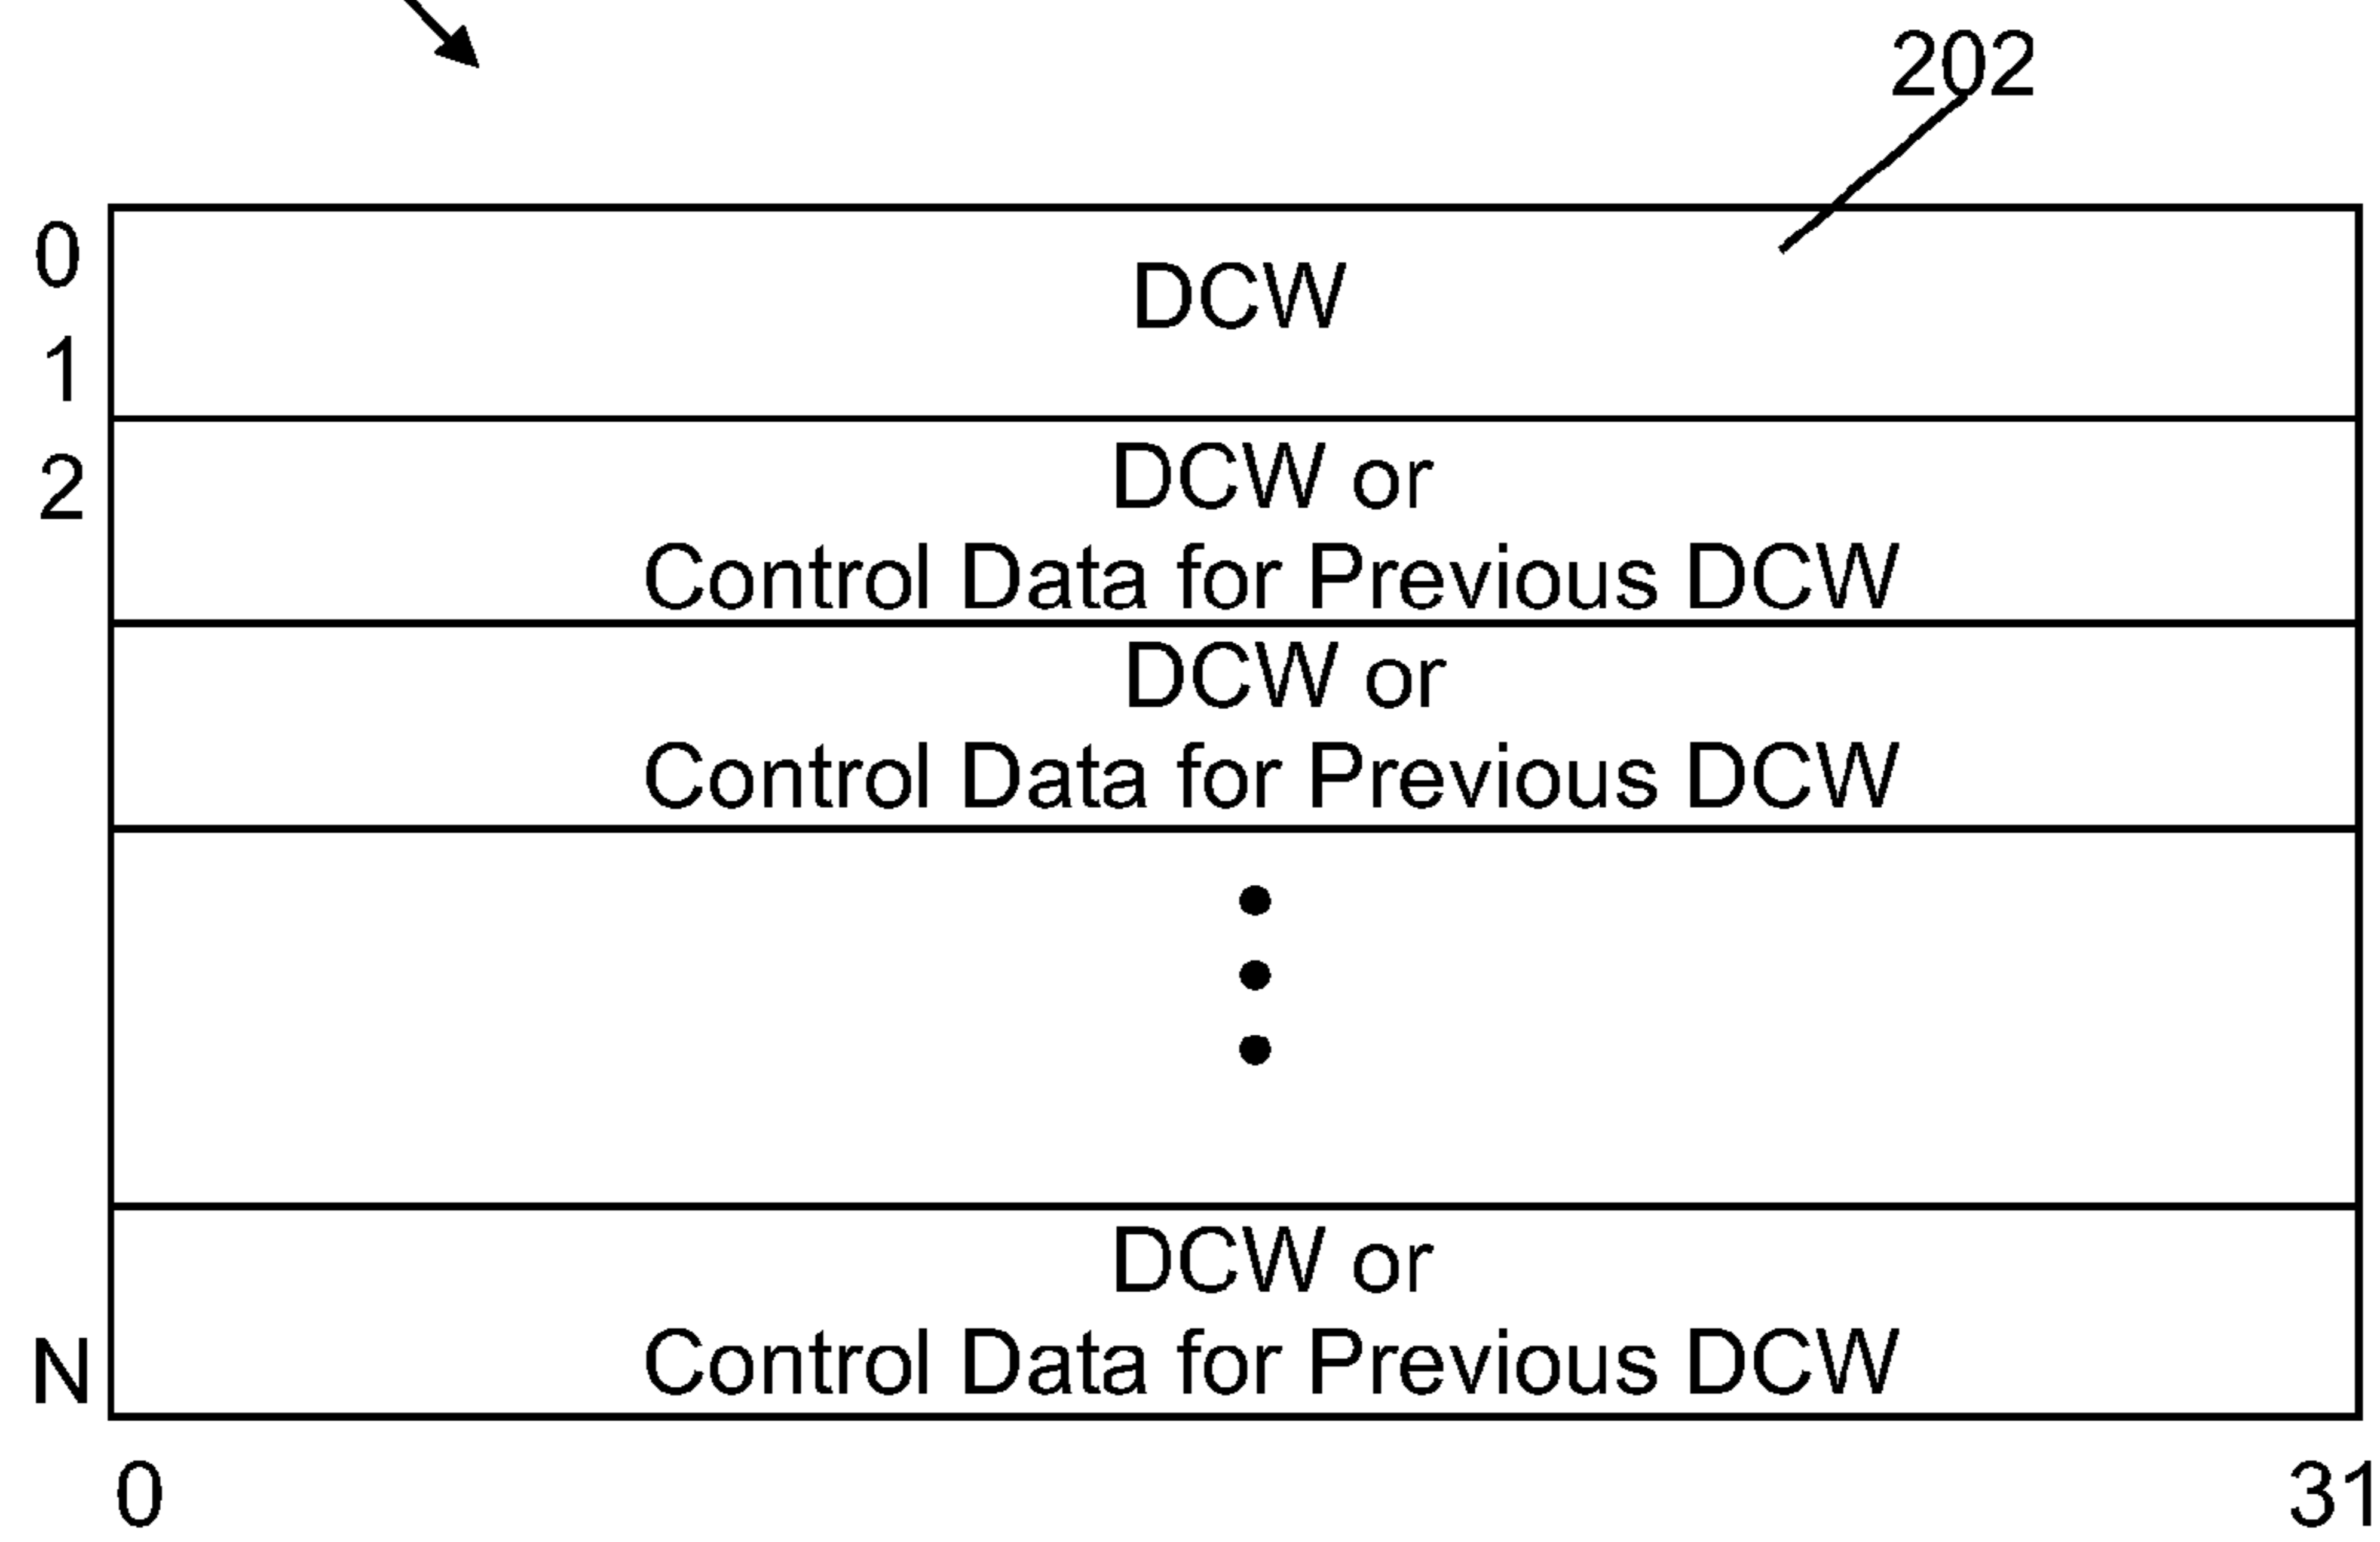 202
0
DCW
1
2
DCW or
Control Data for Previous DCW
DCW or
Control Data for Previous DCW
DCW or
Control Data for Previous DCW
N
0
31